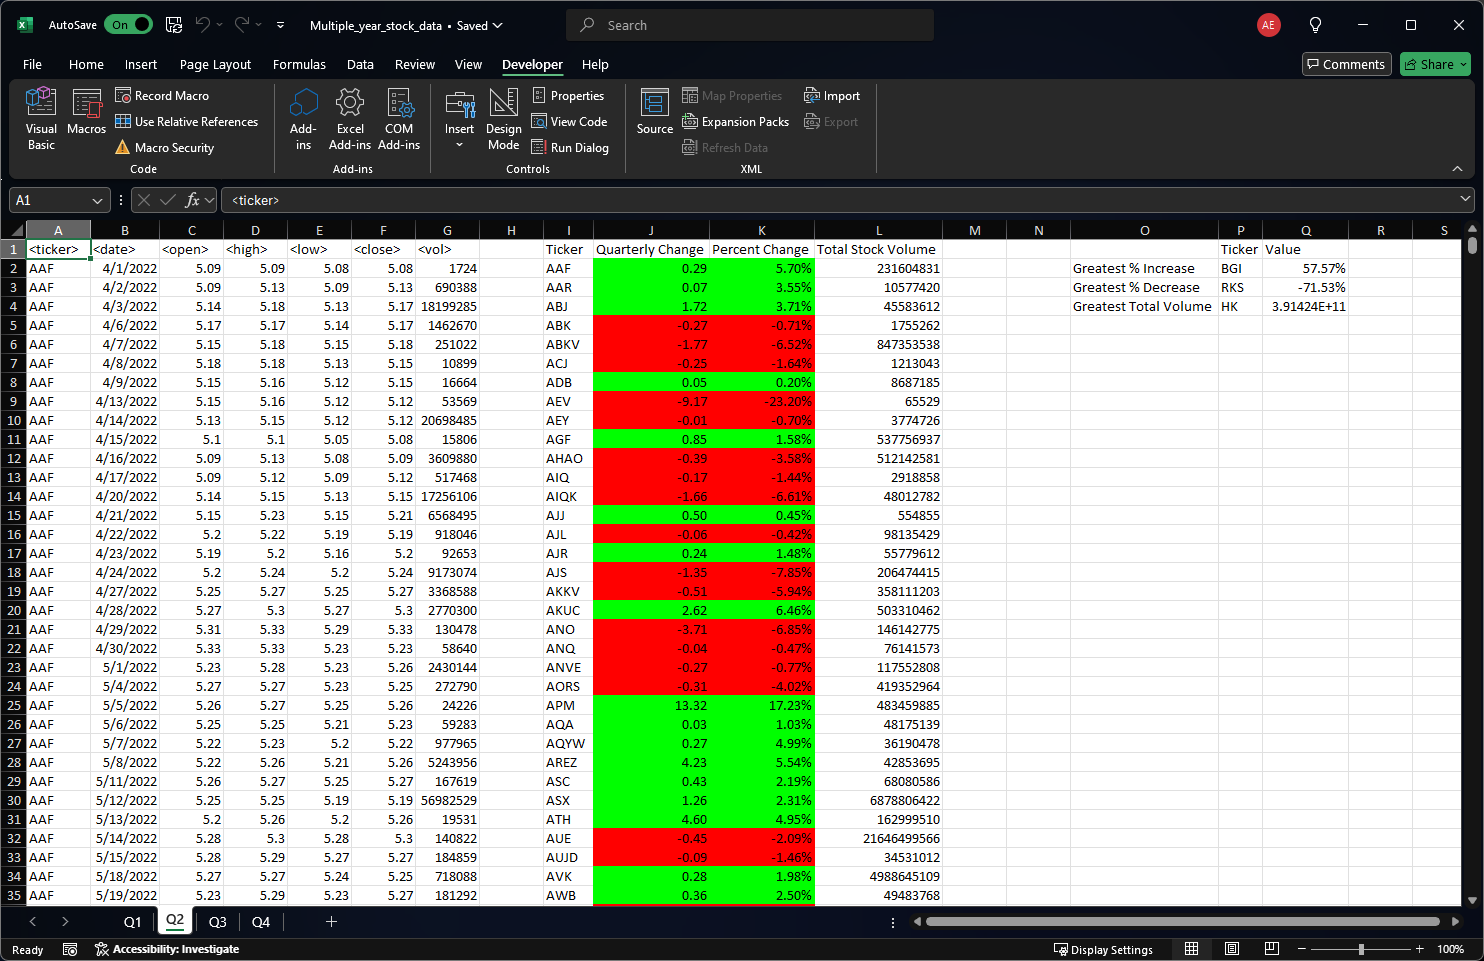 AutoSave On Multiple_year_stock_data • Saved Search AE
File Home Insert Page Layout Formulas Data Review View Developer Help Comments Share
Visual Basic
Macros
Record Macro
Use Relative References
Macro Security
Code
Add-ins
Excel Add-ins
COM Add-ins
Add-ins
Insert
Design Mode
Properties
View Code
Run Dialog
Controls
Source
Map Properties
Expansion Packs
Refresh Data
Import
Export
XML
A1 fx <ticker>
A B C D E F G H I J K L M N O P Q R S
1 <ticker> <date> <open> <high> <low> <close> <vol> Ticker Quarterly Change Percent Change Total Stock Volume Ticker Value
2 AAF 4/1/2022 5.09 5.09 5.08 5.08 1724 AAF 0.29 5.70% 231604831 Greatest % Increase BGI 57.57%
3 AAF 4/2/2022 5.09 5.13 5.09 5.13 690388 AAR 0.07 3.55% 10577420 Greatest % Decrease RKS -71.53%
4 AAF 4/3/2022 5.14 5.18 5.13 5.17 18199285 ABJ 1.72 3.71% 45583612 Greatest Total Volume HK 3.91424E+11
5 AAF 4/6/2022 5.17 5.17 5.14 5.17 1462670 ABK -0.27 -0.71% 1755262
6 AAF 4/7/2022 5.15 5.18 5.15 5.18 251022 ABKV -1.77 -6.52% 847353538
7 AAF 4/8/2022 5.18 5.18 5.13 5.15 10899 ACJ -0.25 -1.64% 1213043
8 AAF 4/9/2022 5.15 5.16 5.12 5.15 16664 ADB 0.05 0.20% 8687185
9 AAF 4/13/2022 5.15 5.16 5.12 5.12 53569 AEV -9.17 -23.20% 65529
10 AAF 4/14/2022 5.13 5.15 5.12 5.12 20698485 AEY -0.01 -0.70% 3774726
11 AAF 4/15/2022 5.1 5.1 5.05 5.08 15806 AGF 0.85 1.58% 537756937
12 AAF 4/16/2022 5.09 5.13 5.08 5.09 3609880 AHAO -0.39 -3.58% 512142581
13 AAF 4/17/2022 5.09 5.12 5.09 5.12 517468 AIQ -0.17 -1.44% 2918858
14 AAF 4/20/2022 5.14 5.15 5.13 5.15 17256106 AIQK -1.66 -6.61% 48012782
15 AAF 4/21/2022 5.15 5.23 5.15 5.21 6568495 AJJ 0.50 0.45% 554855
16 AAF 4/22/2022 5.2 5.22 5.19 5.19 918046 AJL -0.06 -0.42% 98135429
17 AAF 4/23/2022 5.19 5.2 5.16 5.2 92653 AJR 0.24 1.48% 55779612
18 AAF 4/24/2022 5.2 5.24 5.2 5.24 9173074 AJS -1.35 -7.85% 206474415
19 AAF 4/27/2022 5.25 5.27 5.25 5.27 3368588 AKKV -0.51 -5.94% 358111203
20 AAF 4/28/2022 5.27 5.3 5.27 5.3 2770300 AKUC 2.62 6.46% 503310462
21 AAF 4/29/2022 5.31 5.33 5.29 5.33 130478 ANO -3.71 -6.85% 146142775
22 AAF 4/30/2022 5.33 5.33 5.23 5.23 58640 ANQ -0.04 -0.47% 76141573
23 AAF 5/1/2022 5.23 5.28 5.23 5.26 2430144 ANVE -0.27 -0.77% 117552808
24 AAF 5/4/2022 5.27 5.27 5.23 5.25 272790 AORS -0.31 -4.02% 419352964
25 AAF 5/5/2022 5.26 5.27 5.25 5.26 24226 APM 13.32 17.23% 483459885
26 AAF 5/6/2022 5.25 5.25 5.21 5.23 59283 AQA 0.03 1.03% 48175139
27 AAF 5/7/2022 5.22 5.23 5.2 5.22 977965 AQYW 0.27 4.99% 36190478
28 AAF 5/8/2022 5.22 5.26 5.21 5.26 5243956 AREZ 4.23 5.54% 42853695
29 AAF 5/11/2022 5.26 5.27 5.25 5.27 167619 ASC 0.43 2.19% 68080586
30 AAF 5/12/2022 5.25 5.25 5.19 5.19 56982529 ASX 1.26 2.31% 6878806422
31 AAF 5/13/2022 5.2 5.26 5.2 5.26 19531 ATH 4.60 4.95% 162999510
32 AAF 5/14/2022 5.28 5.3 5.28 5.3 140822 AUE -0.45 -2.09% 21646499566
33 AAF 5/15/2022 5.28 5.29 5.27 5.27 184859 AUJD -0.09 -1.46% 34531012
34 AAF 5/18/2022 5.27 5.27 5.24 5.25 718088 AVK 0.28 1.98% 4988645109
35 AAF 5/19/2022 5.23 5.29 5.23 5.27 181292 AWB 0.36 2.50% 49483768
Q1 Q2 Q3 Q4 +
Ready Accessibility: Investigate Display Settings 100%